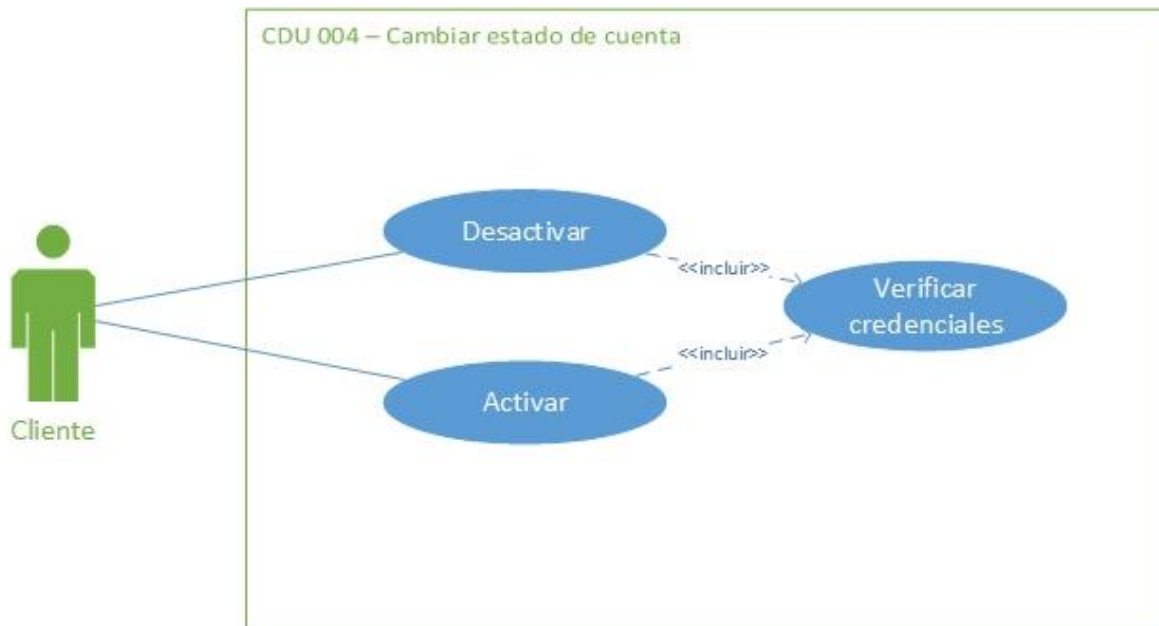 CDU 004 – Cambiar estado de cuenta
Desactivar
<<incluir>>
Verificar
credenciales
<<incluir>>
Activar
Cliente